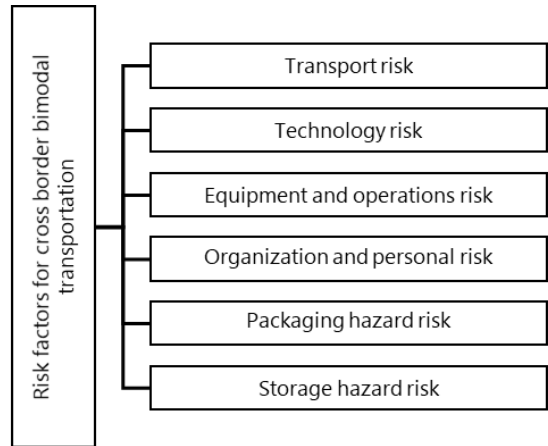 Risk factors for cross border bimodal
transportation
Transport risk
Technology risk
Equipment and operations risk
Organization and personal risk
Packaging hazard risk
Storage hazard risk